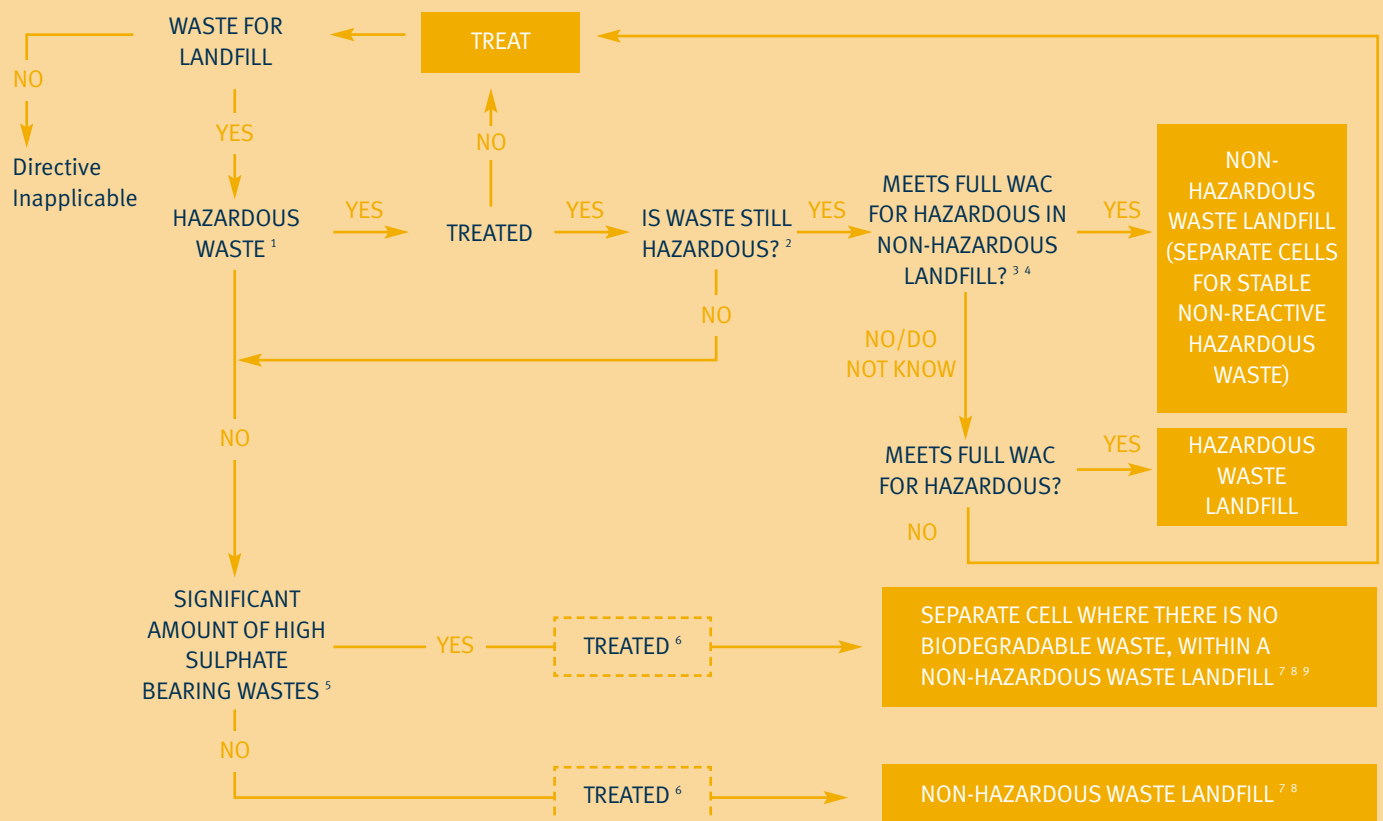 WASTE FOR
LANDFILL
TREAT
NO
YES
NO
Directive
Inapplicable
HAZARDOUS
WASTE 1
YES
TREATED
YES
IS WASTE STILL
HAZARDOUS? 2
YES
MEETS FULL WAC
FOR HAZARDOUS IN
NON-HAZARDOUS
LANDFILL? 3 4
YES
NON-
HAZARDOUS
WASTE LANDFILL
(SEPARATE CELLS
FOR STABLE
NON-REACTIVE
HAZARDOUS
WASTE)
NO
NO/DO
NOT KNOW
NO
MEETS FULL WAC
FOR HAZARDOUS?
YES
HAZARDOUS
WASTE
LANDFILL
NO
SIGNIFICANT
AMOUNT OF HIGH
SULPHATE
BEARING WASTES 5
YES
TREATED 6
SEPARATE CELL WHERE THERE IS NO
BIODEGRADABLE WASTE, WITHIN A
NON-HAZARDOUS WASTE LANDFILL 7 8 9
NO
TREATED 6
NON-HAZARDOUS WASTE LANDFILL 7 8